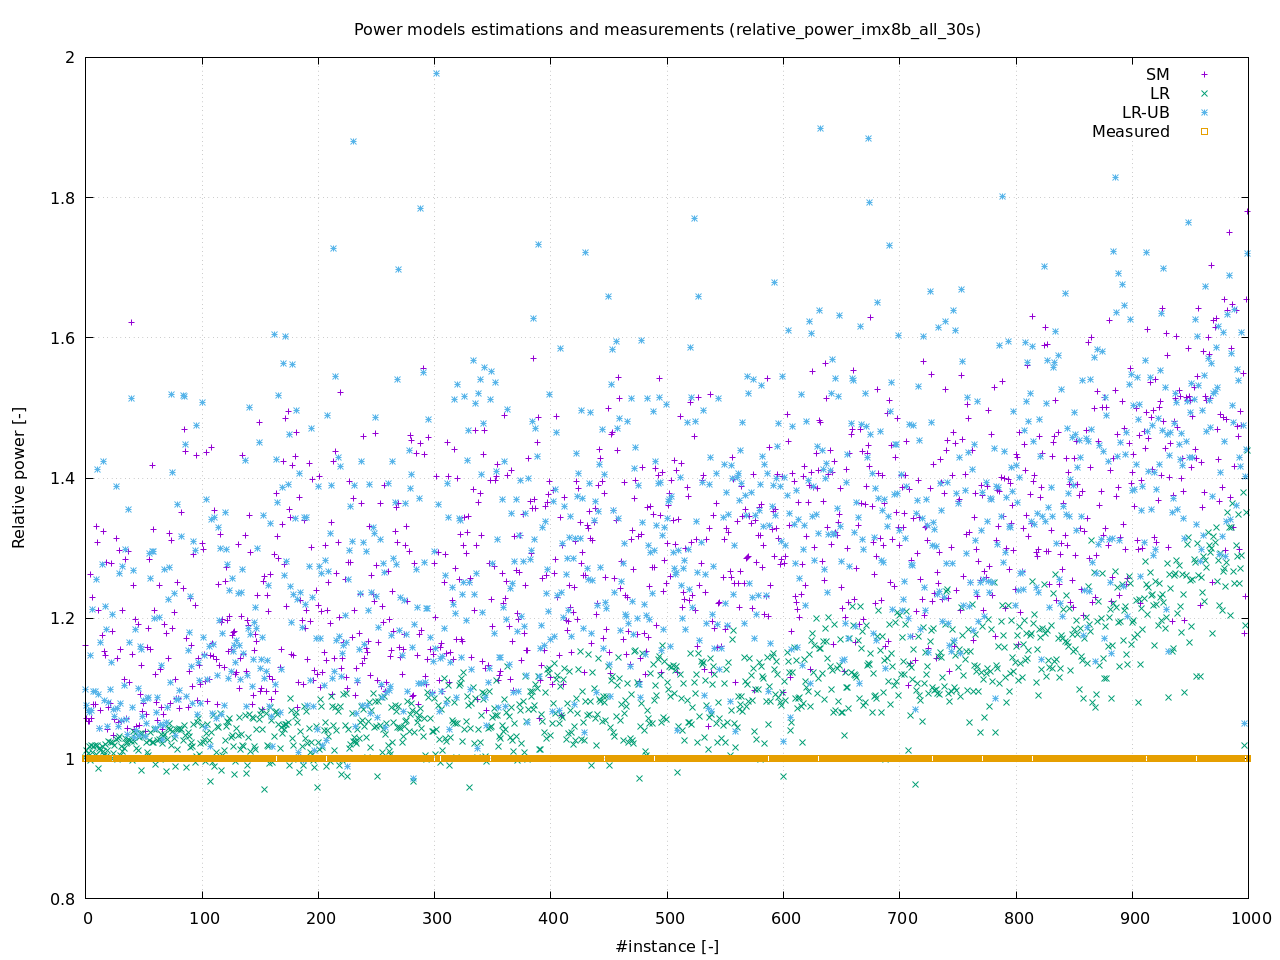 Power models estimations and measurements (relative_power_imx8b_all_30s)
2
1.8
1.6
1.4
1.2
1
0.8
Relative power [-]
SM
LR
LR-UB
Measured
0 100 200 300 400 500 600 700 800 900 1000
#instance [-]